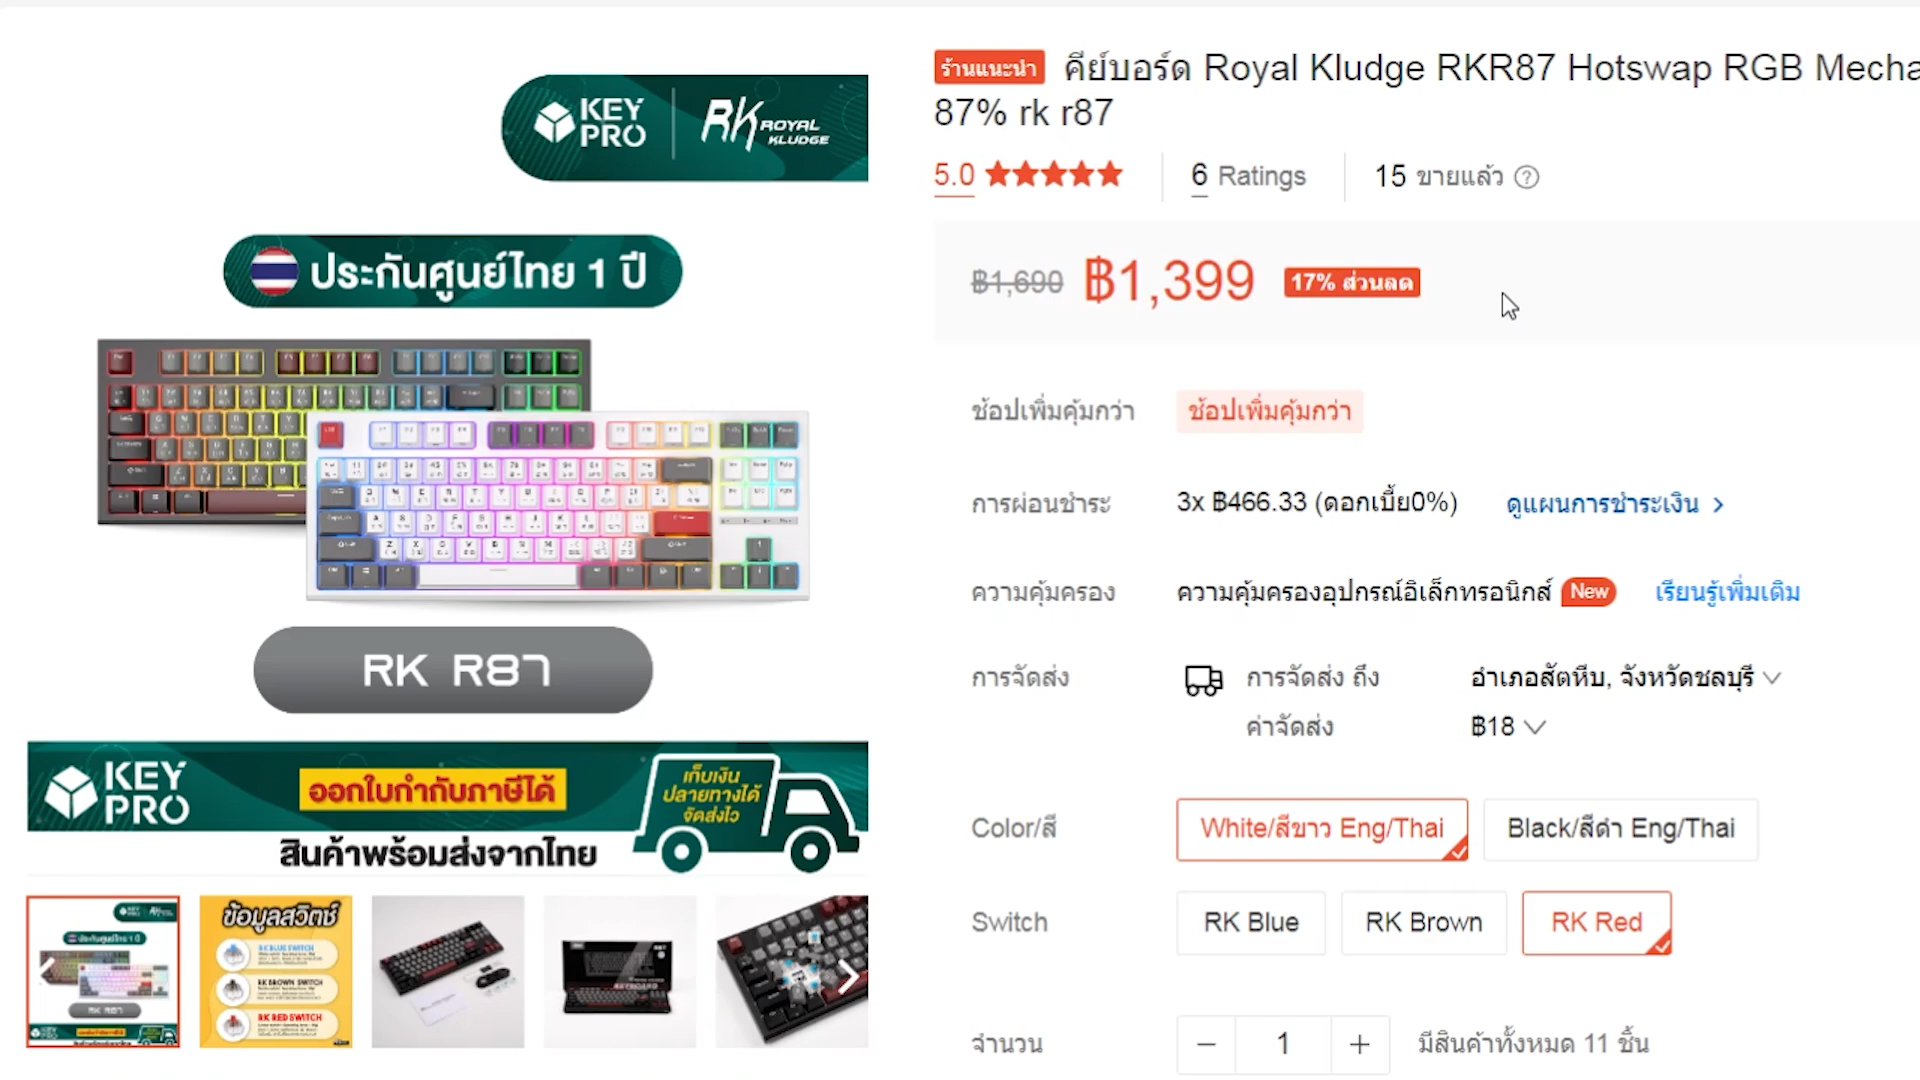 KEY PRO
RK ROYAL KLUDGE
ประกันศูนย์ไทย 1 ปี
RK R87
KEY PRO
ออกใบกำกับภาษีได้
เก็บเงิน
ปลายทางได้
จัดส่งไว
สินค้าพร้อมส่งจากไทย
ข้อมูลสวิตช์
RK BLUE SWITCH
RK BROWN SWITCH
RK RED SWITCH
ร้านแนะนำ คีย์บอร์ด Royal Kludge RKR87 Hotswap RGB Mecha
87% rk r87
5.0 6 Ratings 15 ขายแล้ว ?
฿1,690 ฿1,399 17% ส่วนลด
ช้อปเพิ่มคุ้มกว่า ช้อปเพิ่มคุ้มกว่า
การผ่อนชำระ 3x ฿466.33 (ดอกเบี้ย0%) ดูแผนการชำระเงิน
ความคุ้มครอง ความคุ้มครองอุปกรณ์อิเล็กทรอนิกส์ New เรียนรู้เพิ่มเติม
การจัดส่ง การจัดส่ง ถึง อำเภอสัตหีบ, จังหวัดชลบุรี
ค่าจัดส่ง ฿18
Color/สี White/สีขาว Eng/Thai Black/สีดำ Eng/Thai
Switch RK Blue RK Brown RK Red
จำนวน 1 มีสินค้าทั้งหมด 11 ชิ้น